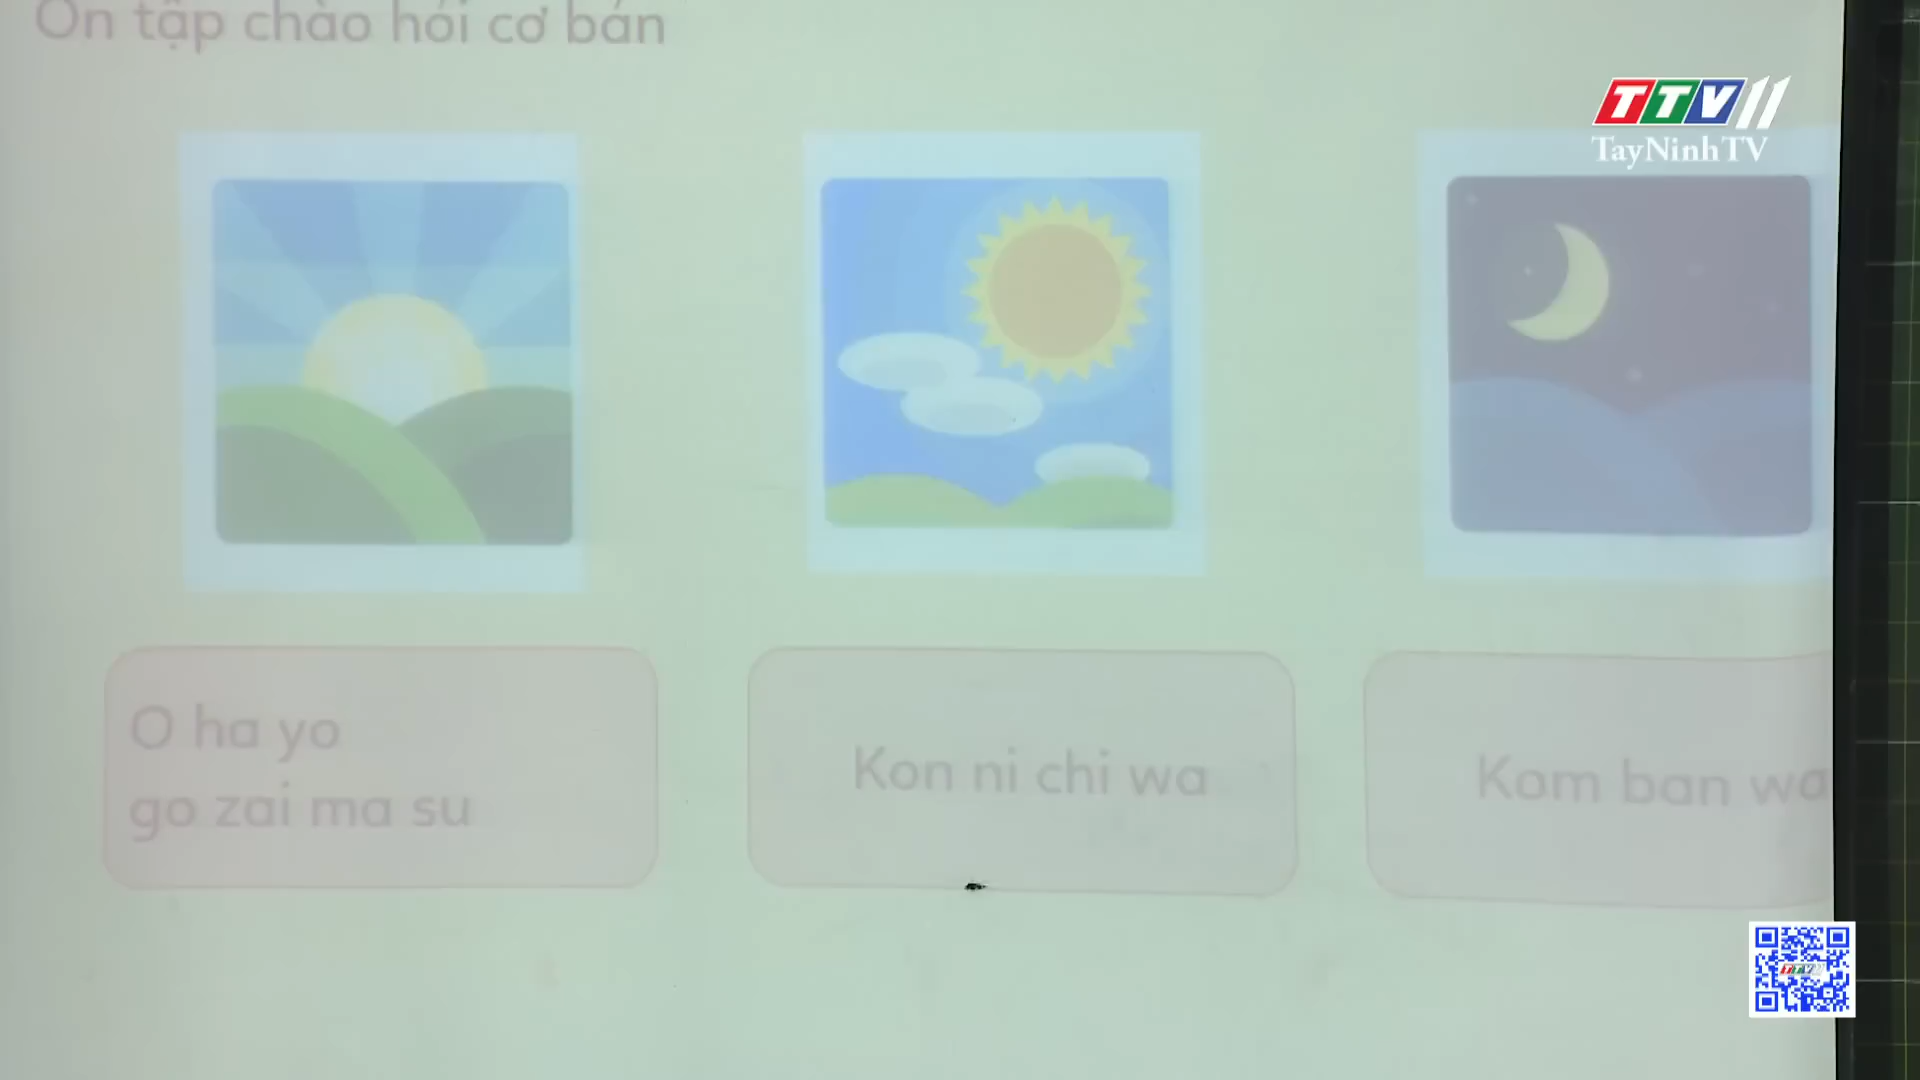 Ôn tập chào hỏi cơ bản
TTV11
TayNinhTV
O ha yo
go zai ma su
Kon ni chi wa
Kom ban wa